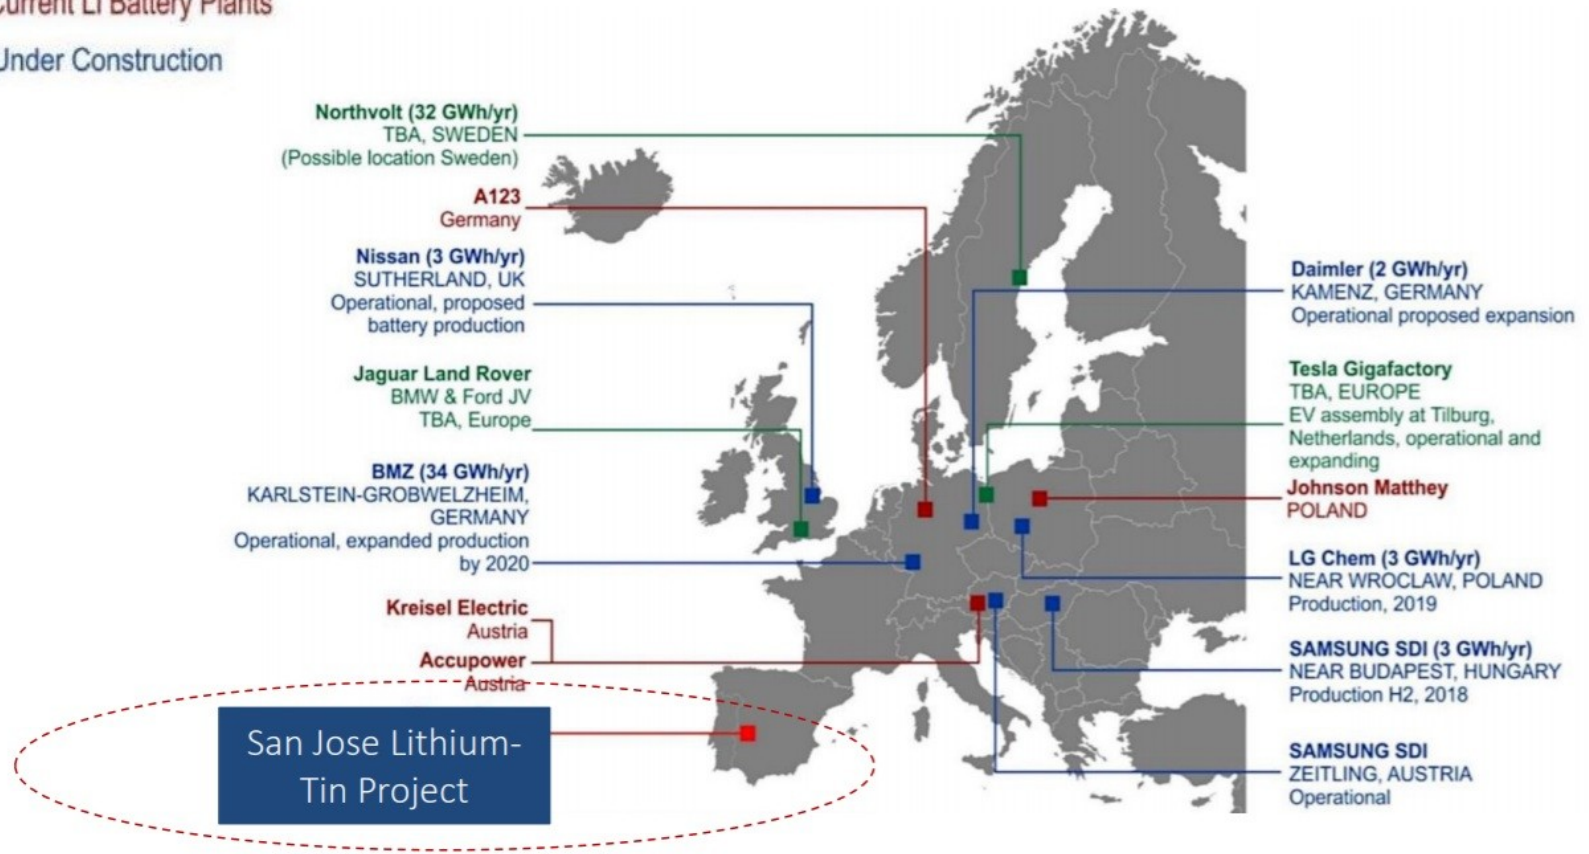 Current Li Battery Plants
Under Construction
Northvolt (32 GWh/yr)
TBA, SWEDEN
(Possible location Sweden)
A123
Germany
Nissan (3 GWh/yr)
SUTHERLAND, UK
Operational, proposed
battery production
Jaguar Land Rover
BMW & Ford JV
TBA, Europe
BMZ (34 GWh/yr)
KARLSTEIN-GROBWELZHEIM,
GERMANY
Operational, expanded production
by 2020
Kreisel Electric
Austria
Accupower
Austria
San Jose Lithium-
Tin Project
Daimler (2 GWh/yr)
KAMENZ, GERMANY
Operational proposed expansion
Tesla Gigafactory
TBA, EUROPE
EV assembly at Tilburg,
Netherlands, operational and
expanding
Johnson Matthey
POLAND
LG Chem (3 GWh/yr)
NEAR WROCLAW, POLAND
Production, 2019
SAMSUNG SDI (3 GWh/yr)
NEAR BUDAPEST, HUNGARY
Production H2, 2018
SAMSUNG SDI
ZEITLING, AUSTRIA
Operational